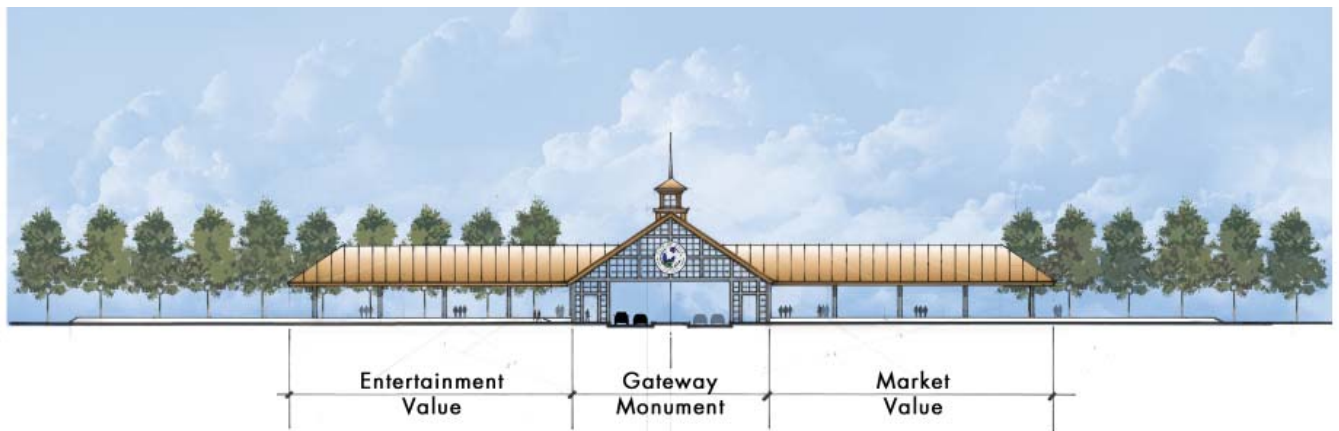 Entertainment
Value
Gateway
Monument
Market
Value